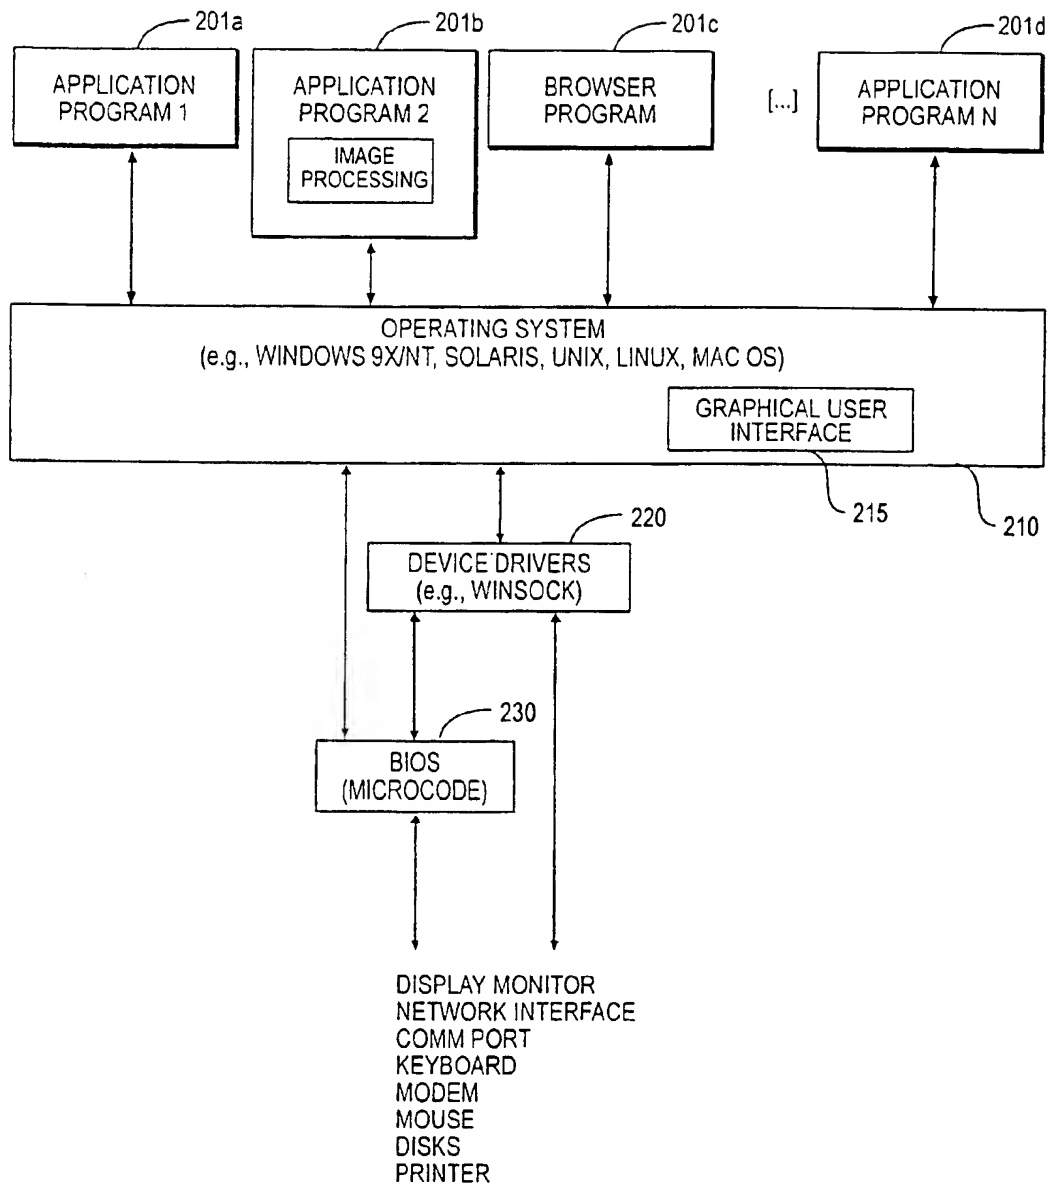 201a
201b
201c
201d
APPLICATION
PROGRAM 1
APPLICATION
PROGRAM 2
IMAGE
PROCESSING
BROWSER
PROGRAM
[...]
APPLICATION
PROGRAM N
OPERATING SYSTEM
(e.g., WINDOWS 9X/NT, SOLARIS, UNIX, LINUX, MAC OS)
GRAPHICAL USER
INTERFACE
215
210
220
DEVICE DRIVERS
(e.g., WINSOCK)
230
BIOS
(MICROCODE)
DISPLAY MONITOR
NETWORK INTERFACE
COMM PORT
KEYBOARD
MODEM
MOUSE
DISKS
PRINTER